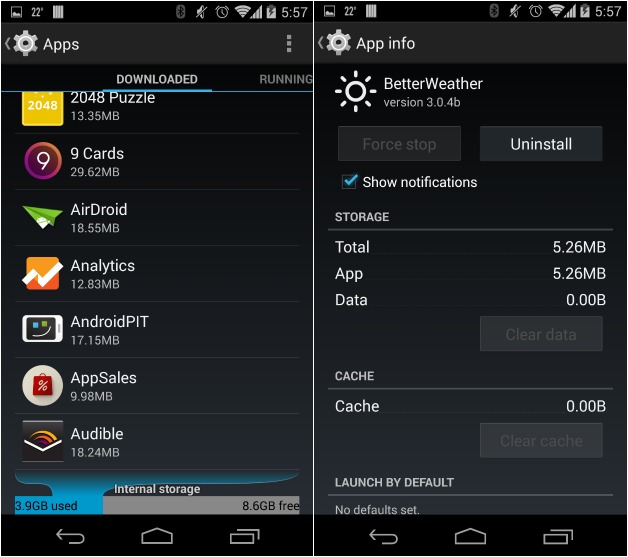 22°
5:57
Apps
DOWNLOADED
RUNNING
2048
2048 Puzzle
13.35MB
9
9 Cards
29.62MB
AirDroid
18.55MB
Analytics
12.83MB
AndroidPIT
17.15MB
%
AppSales
9.98MB
Audible
18.24MB
Internal storage
3.9GB used
8.6GB free
22°
5:57
App info
BetterWeather
version 3.0.4b
Force stop
Uninstall
Show notifications
STORAGE
Total
5.26MB
App
5.26MB
Data
0.00B
Clear data
CACHE
Cache
0.00B
Clear cache
LAUNCH BY DEFAULT
No defaults set.